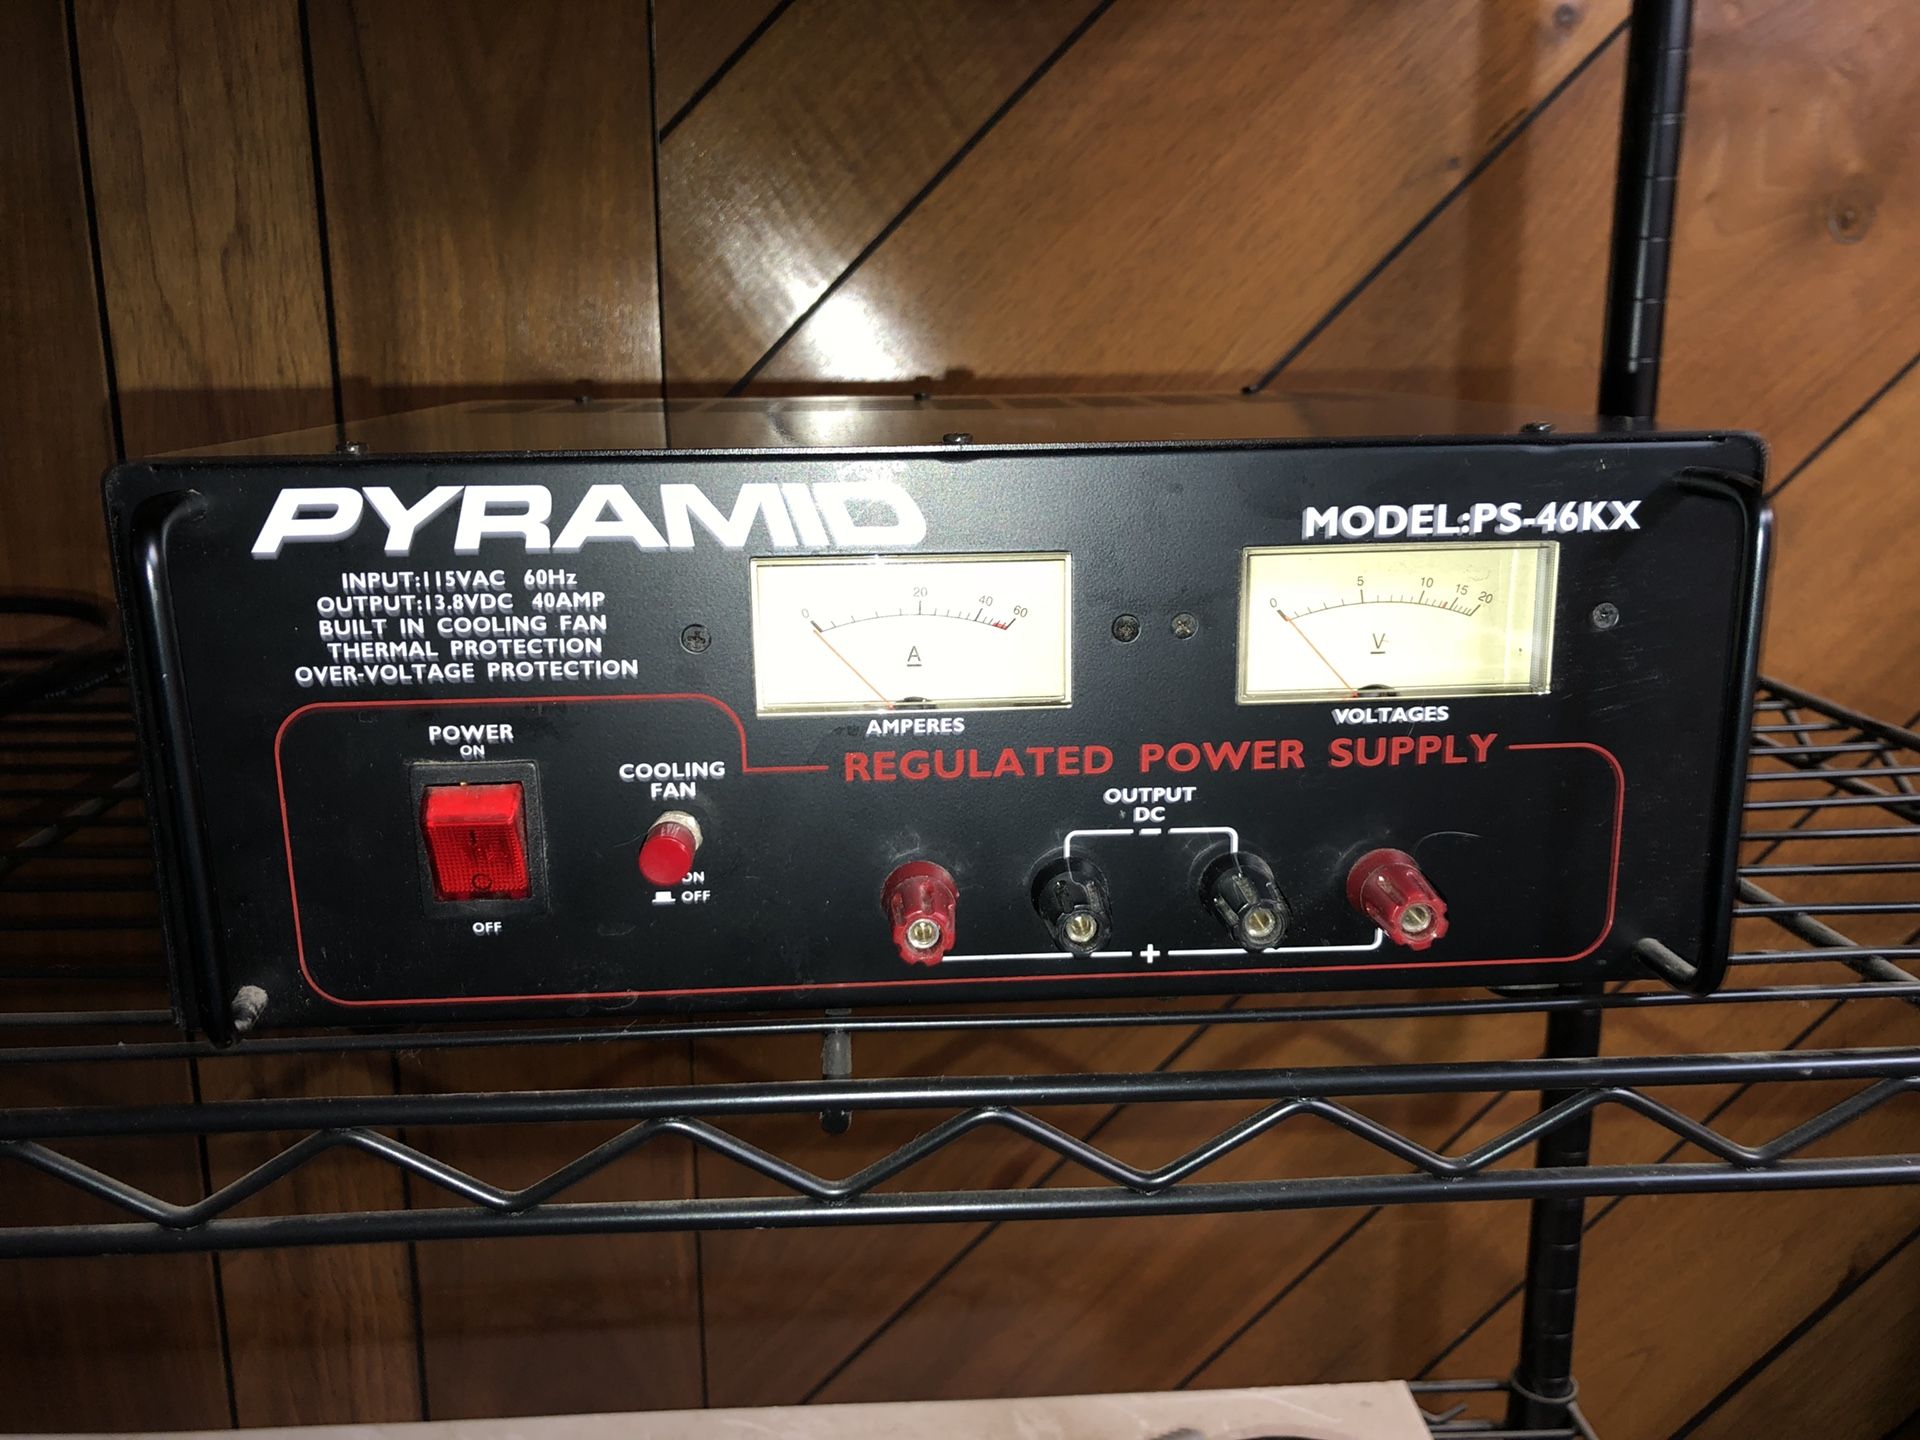 PYRAMID
MODEL:PS-46KX
INPUT:115VAC 60Hz
OUTPUT:13.8VDC 40AMP
BUILT IN COOLING FAN
THERMAL PROTECTION
OVER-VOLTAGE PROTECTION
0 20 40 60
A
AMPERES
0 5 10 15 20
V
VOLTAGES
REGULATED POWER SUPPLY
POWER
ON
OFF
COOLING
FAN
ON
OFF
OUTPUT
DC
−
+